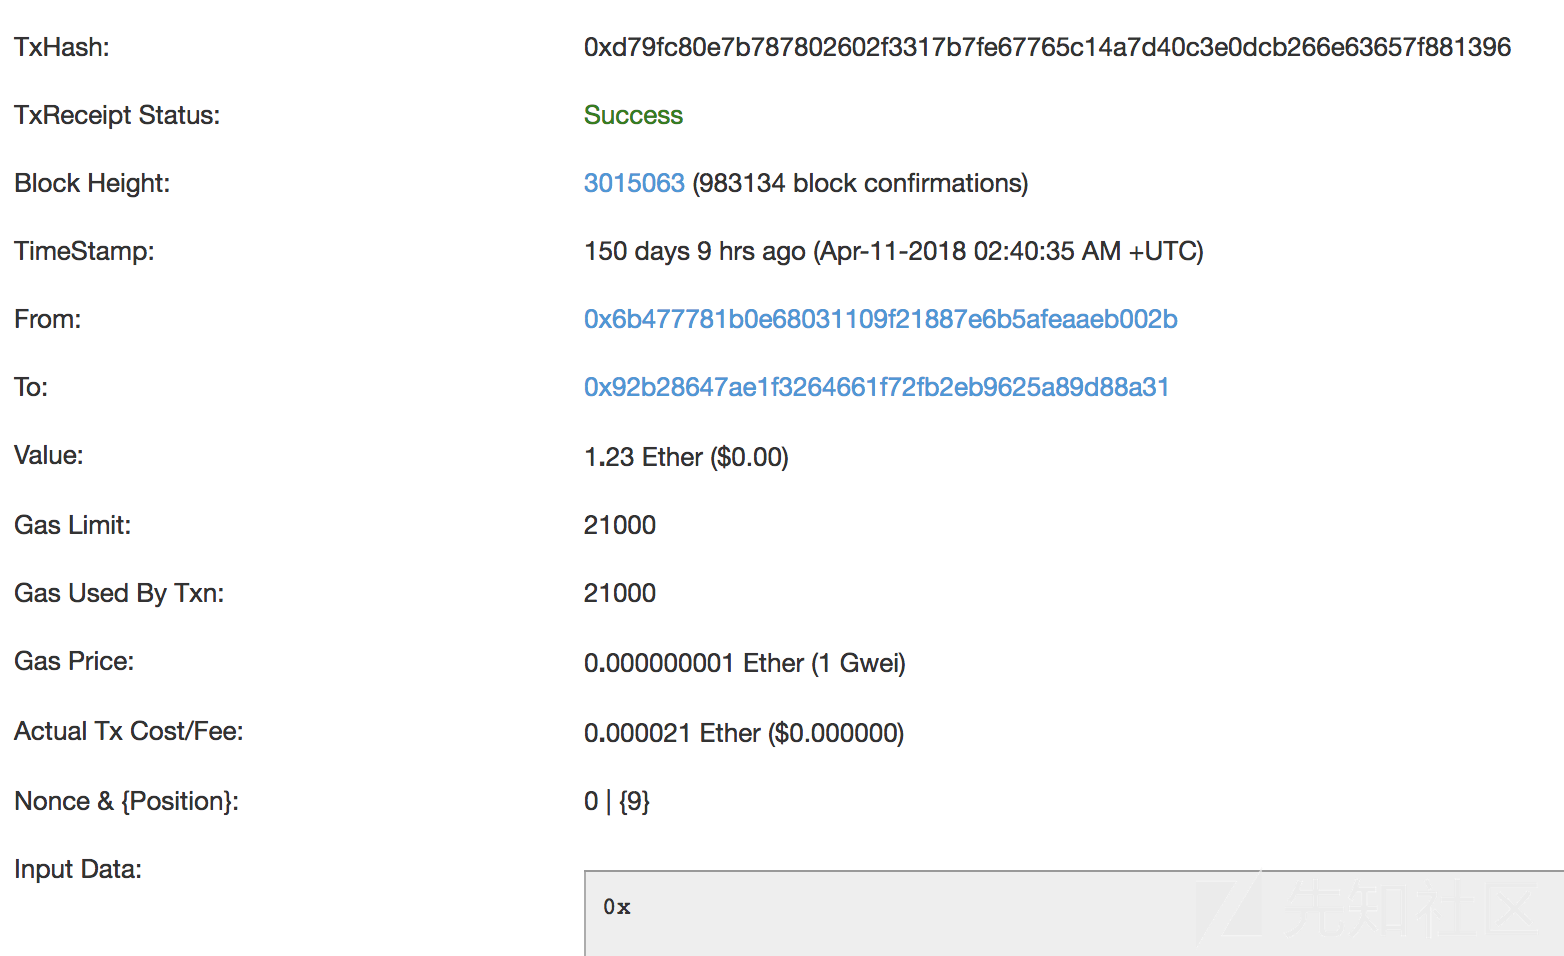 TxHash: 0xd79fc80e7b787802602f3317b7fe67765c14a7d40c3e0dcb266e63657f881396
TxReceipt Status: Success
Block Height: 3015063 (983134 block confirmations)
TimeStamp: 150 days 9 hrs ago (Apr-11-2018 02:40:35 AM +UTC)
From: 0x6b477781b0e68031109f21887e6b5afeaaeb002b
To: 0x92b28647ae1f3264661f72fb2eb9625a89d88a31
Value: 1.23 Ether ($0.00)
Gas Limit: 21000
Gas Used By Txn: 21000
Gas Price: 0.000000001 Ether (1 Gwei)
Actual Tx Cost/Fee: 0.000021 Ether ($0.000000)
Nonce & {Position}: 0 | {9}
Input Data:
0x
先知社区